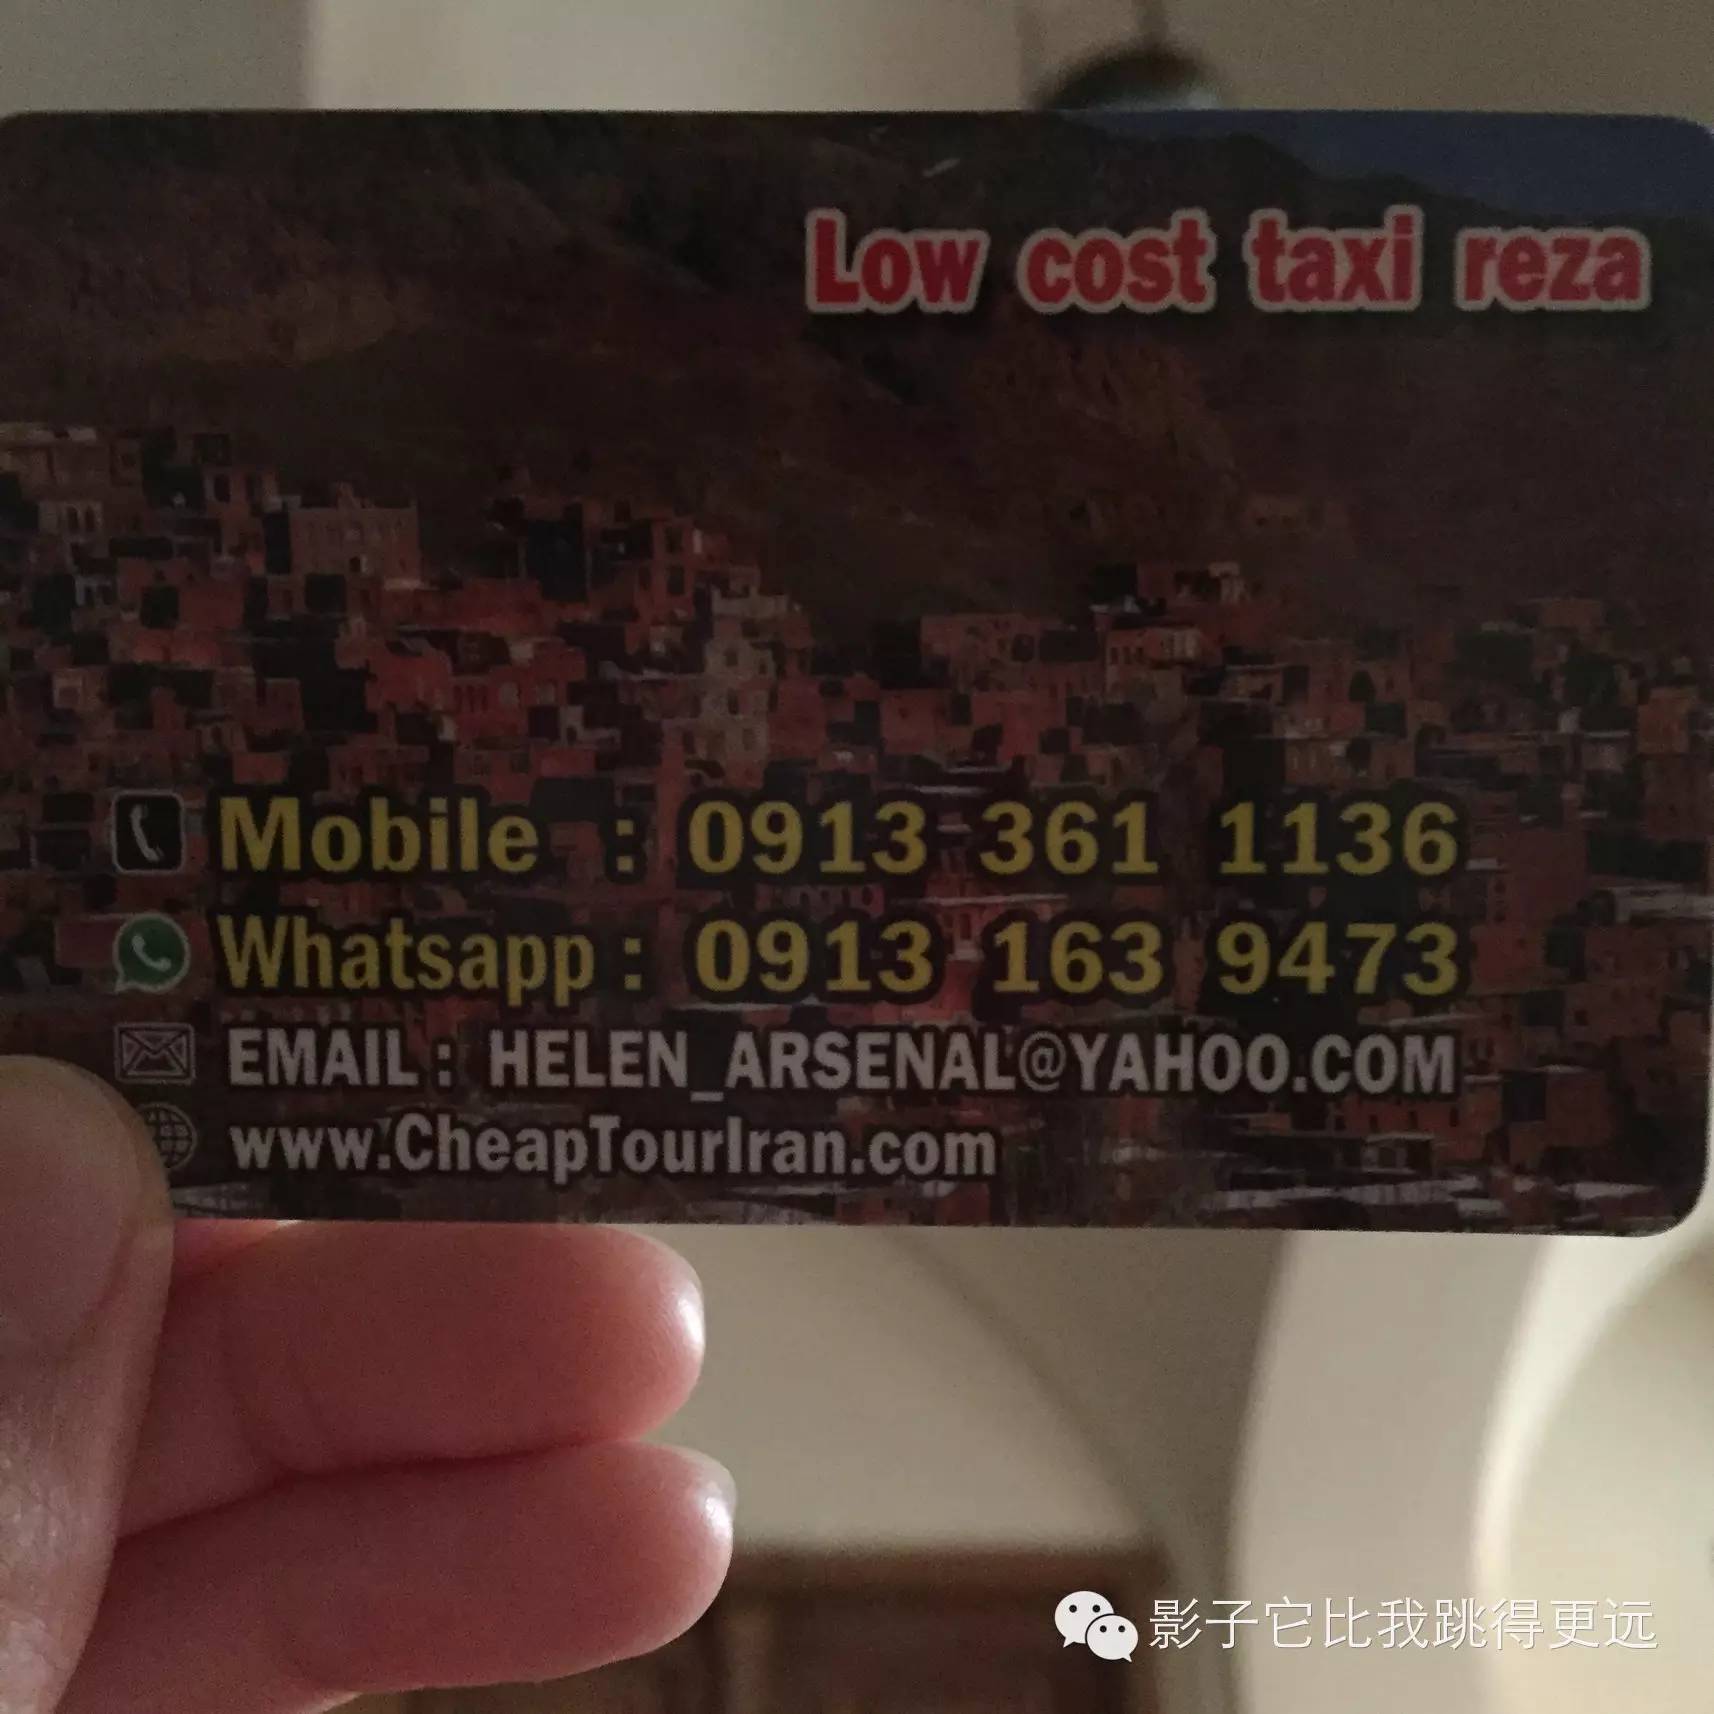 Low cost taxi reza
Mobile : 0913 361 1136
Whatsapp : 0913 163 9473
EMAIL : HELEN_ARSENAL@YAHOO.COM
www.CheapTourIran.com
影子它比我跳得更远